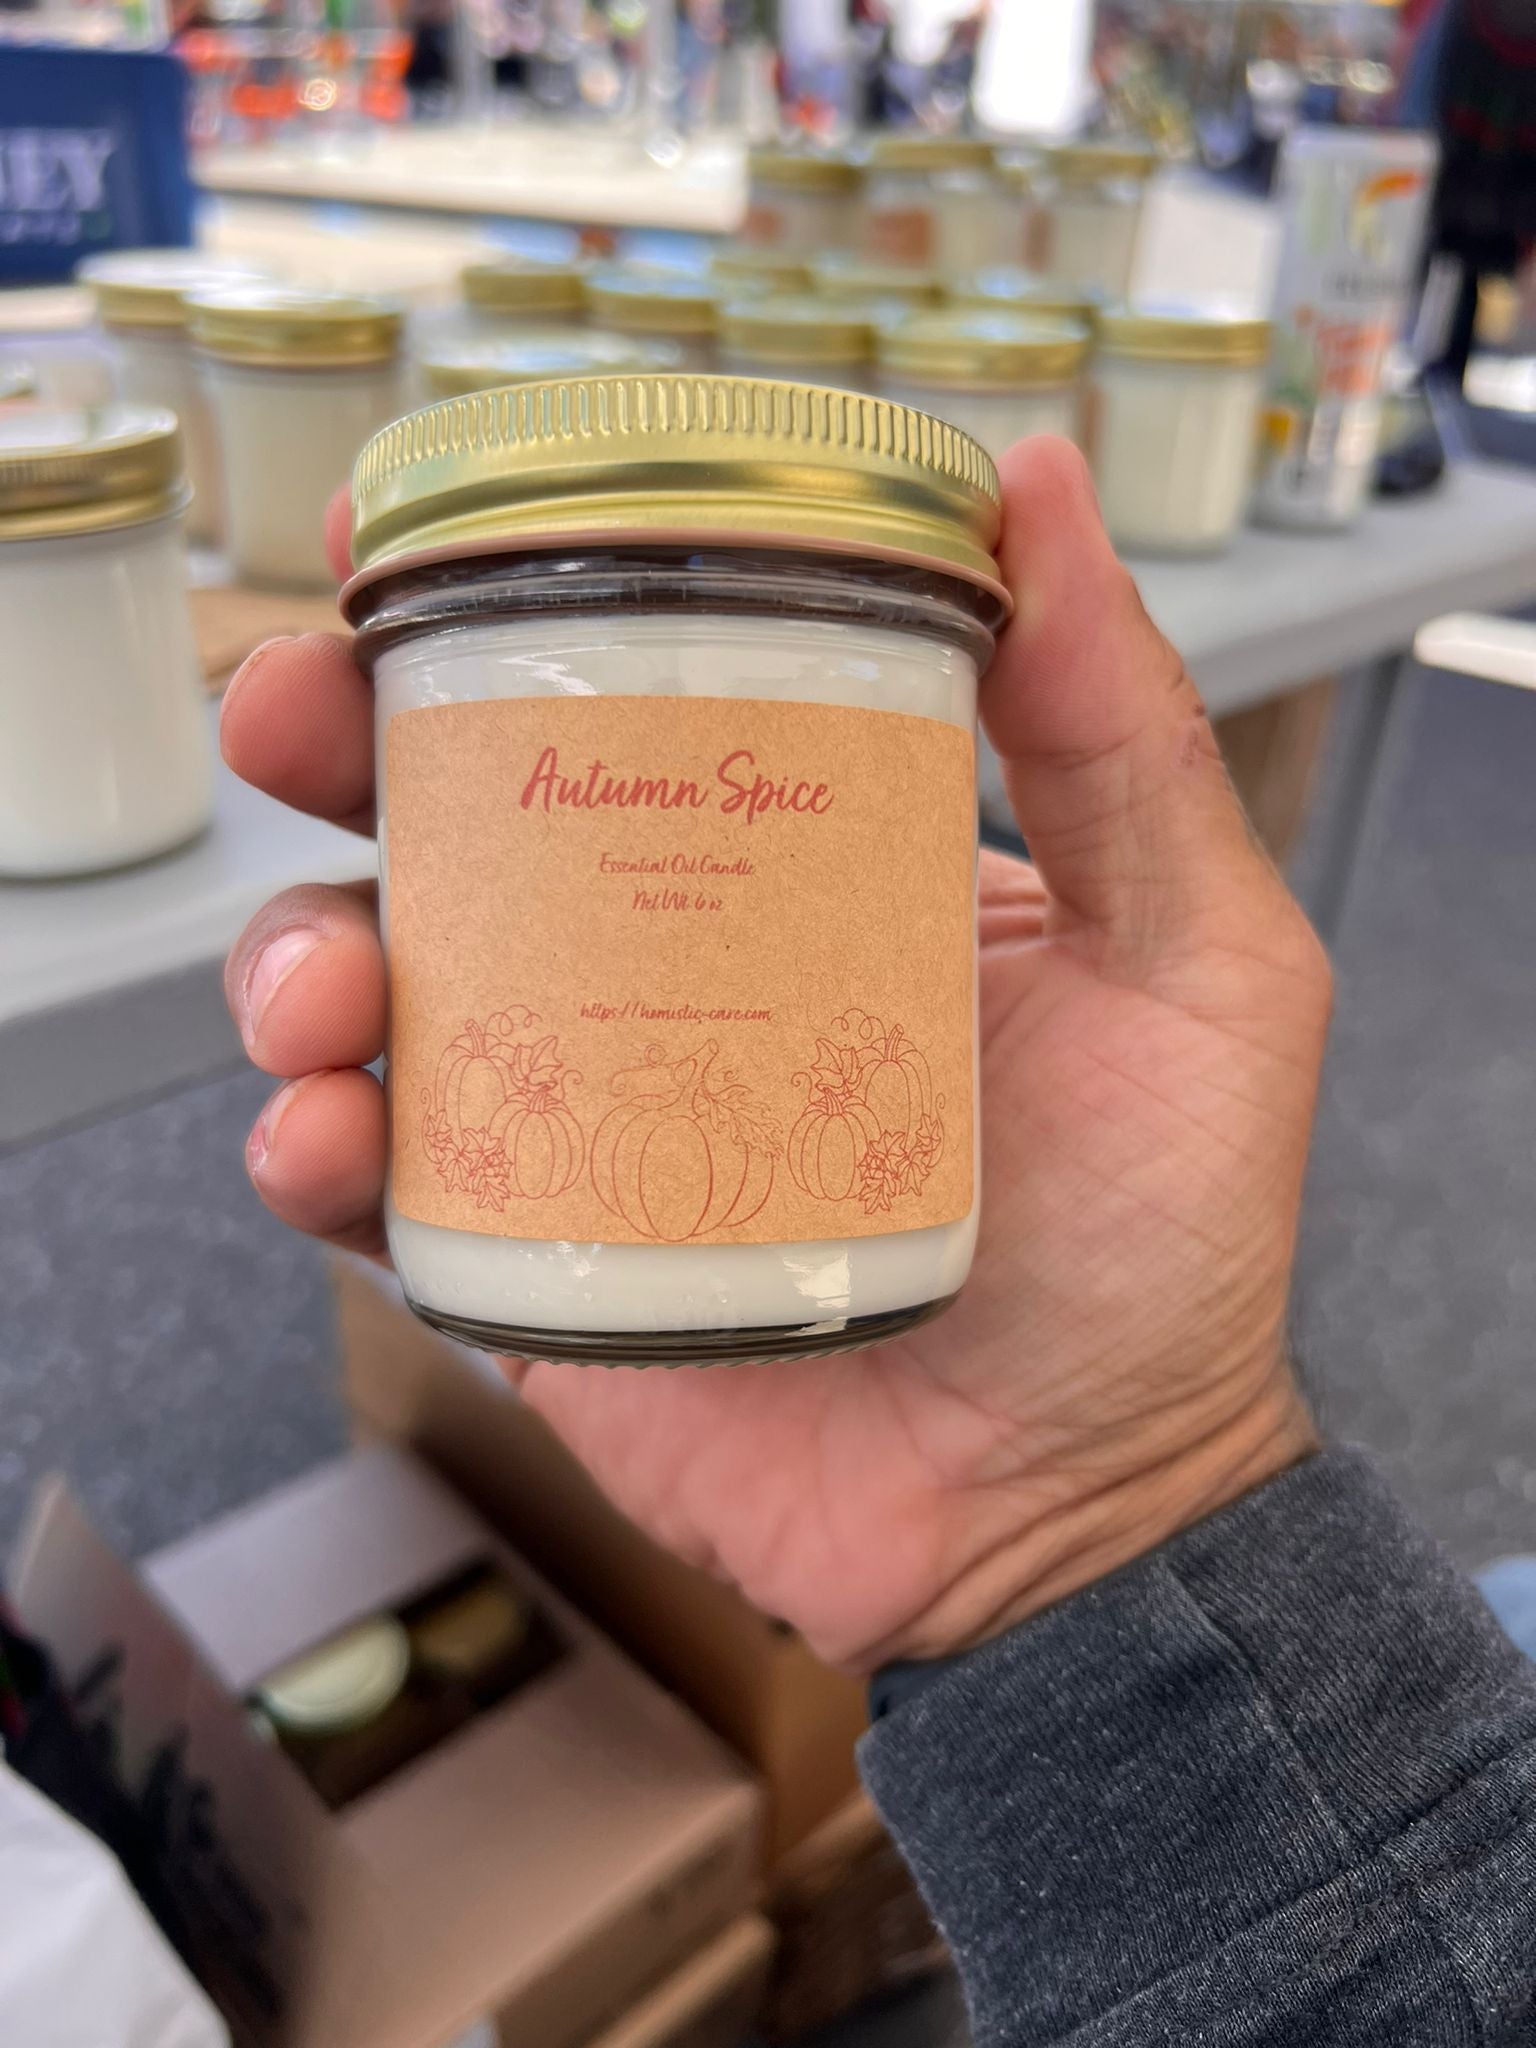 Autumn Spice
Essential Oil Candle
Net Wt. 6 oz
https://homistic-care.com